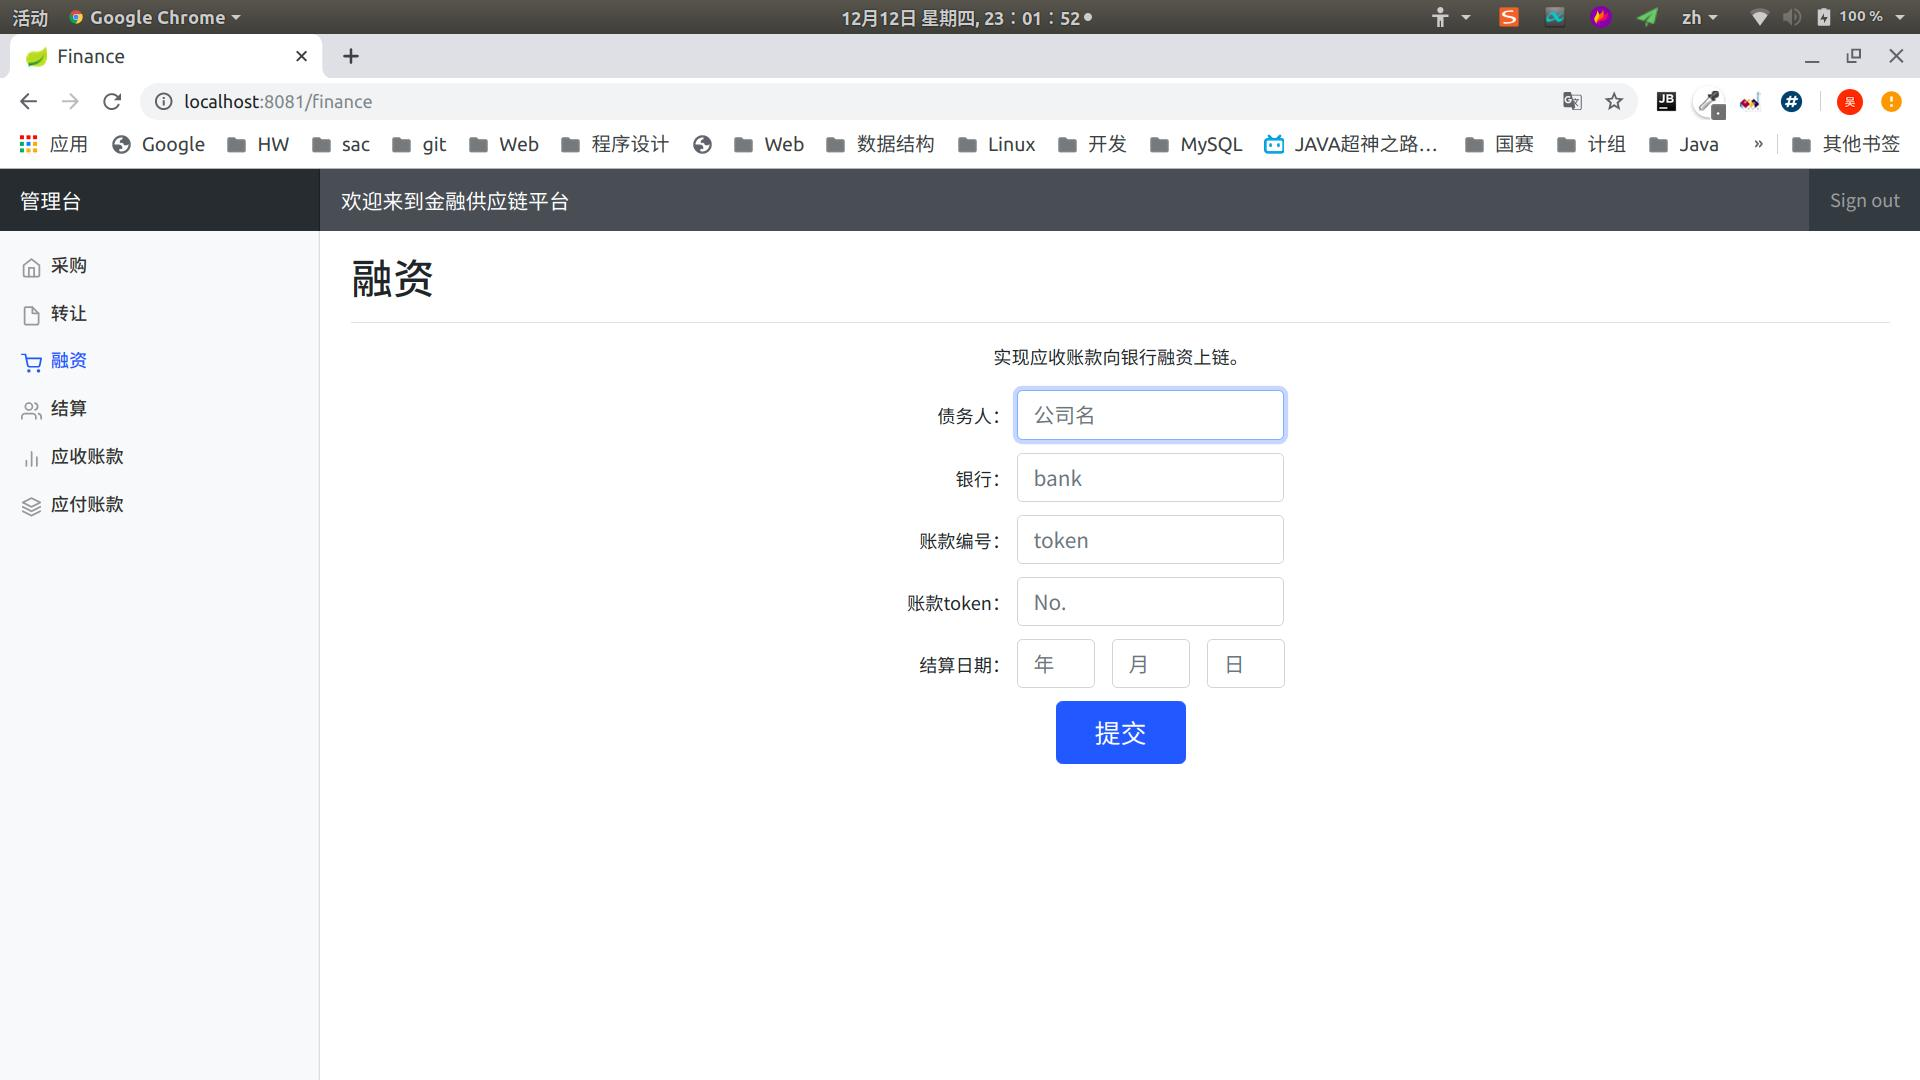 活动 Google Chrome 12月12日 星期四, 23：01：52 zh 100 %
Finance
localhost:8081/finance
应用 Google HW sac git Web 程序设计 Web 数据结构 Linux 开发 MySQL JAVA超神之路... 国赛 计组 Java » 其他书签
管理台 欢迎来到金融供应链平台 Sign out
采购
转让
融资
结算
应收账款
应付账款
融资
实现应收账款向银行融资上链。
债务人： 公司名
银行： bank
账款编号： token
账款token： No.
结算日期： 年 月 日
提交